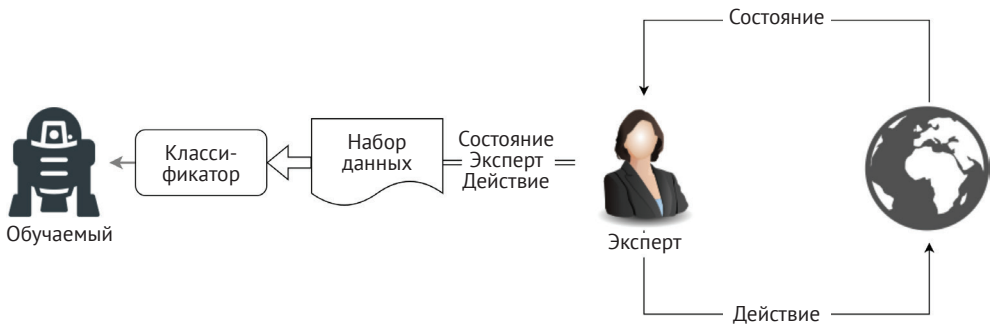 Состояние
Класси-
фикатор
Набор
данных
Состояние
Эксперт
Действие
Обучаемый
Эксперт
Действие